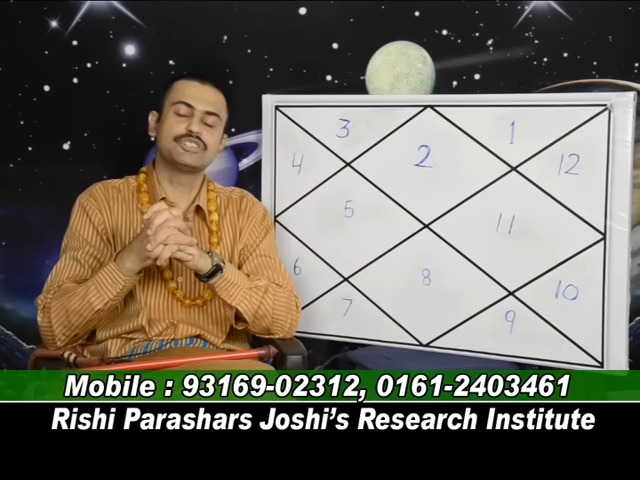 3 2 1
4 12
5 11
6 8 10
7 9
Mobile : 93169-02312, 0161-2403461
Rishi Parashars Joshi's Research Institute